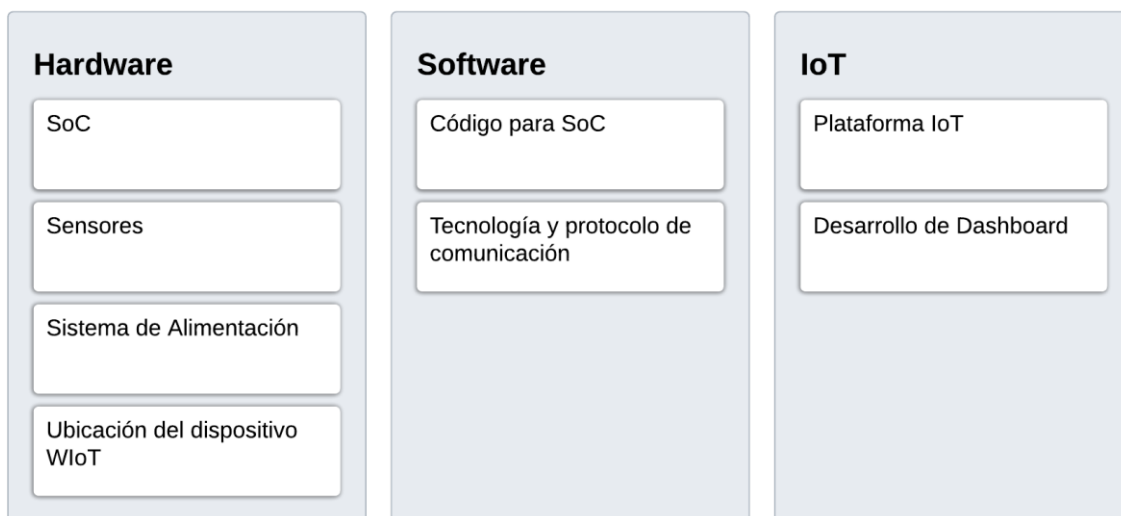 Hardware
SoC
Sensores
Sistema de Alimentación
Ubicación del dispositivo
WIoT
Software
Código para SoC
Tecnología y protocolo de
comunicación
IoT
Plataforma IoT
Desarrollo de Dashboard